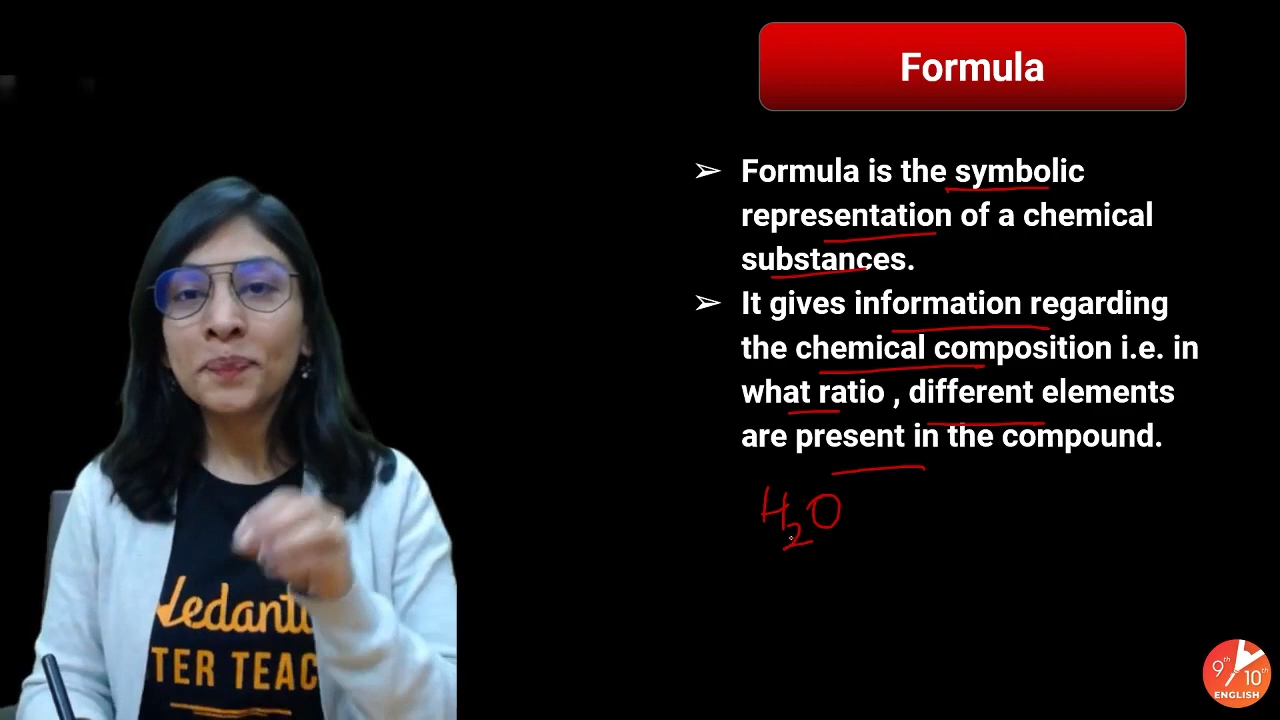 Formula
➢ Formula is the symbolic
representation of a chemical
substances.
➢ It gives information regarding
the chemical composition i.e. in
what ratio , different elements
are present in the compound.
H₂O
Vedantu
TER TEAC
9th 10th
ENGLISH